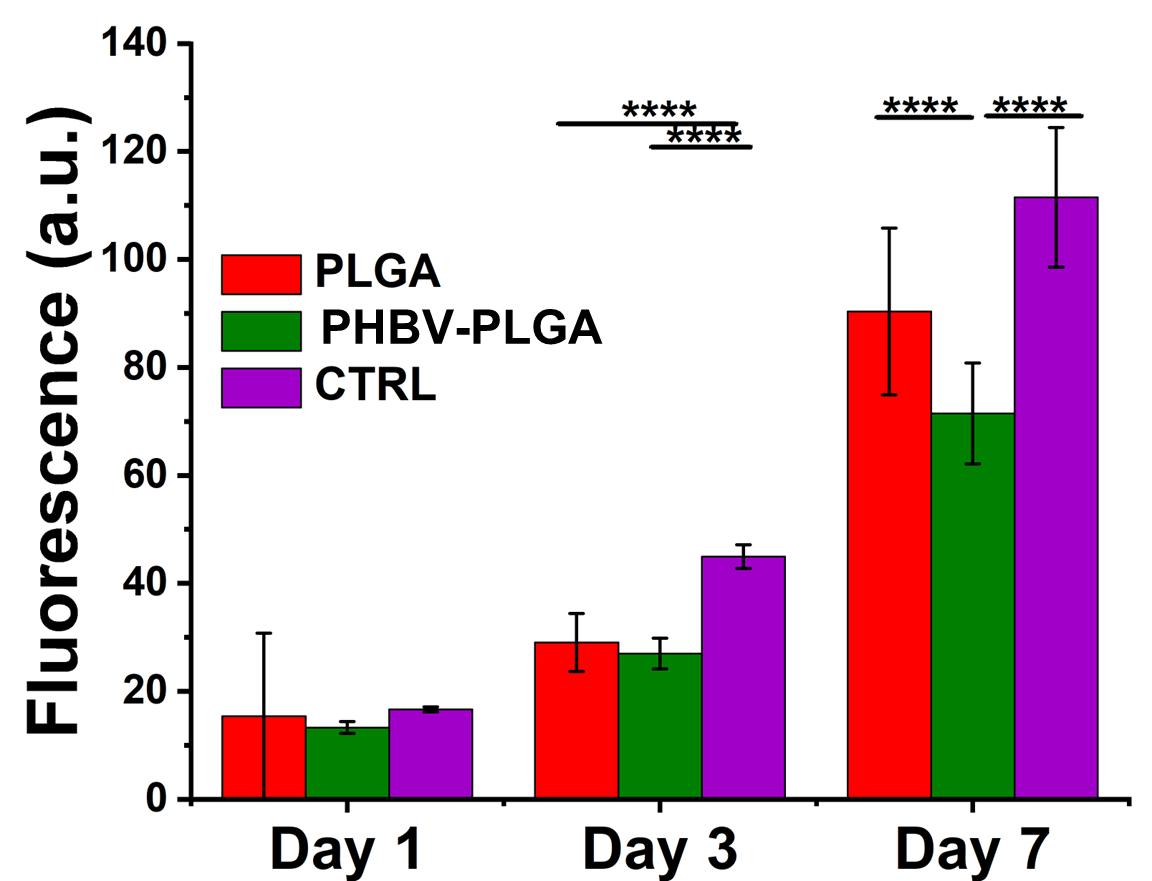 Fluorescence (a.u.)
140
120
100
80
60
40
20
0
****
****
****
****
PLGA
PHBV-PLGA
CTRL
Day 1
Day 3
Day 7